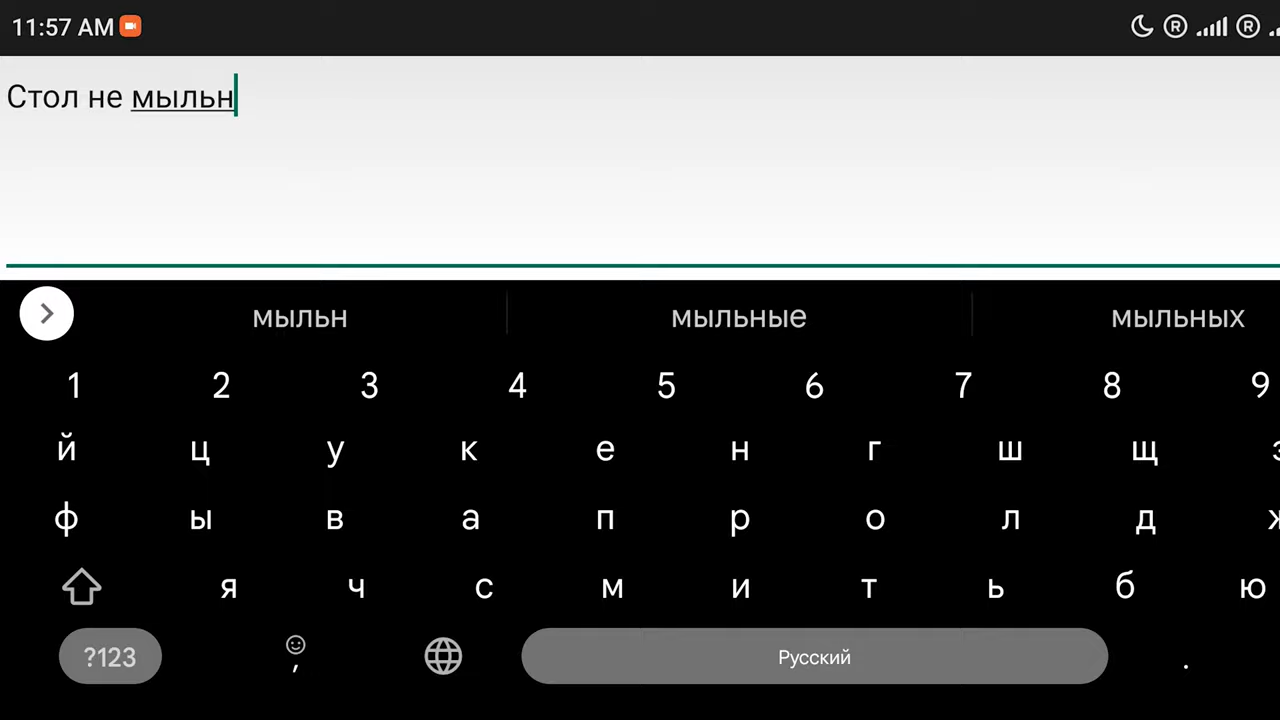 11:57 AM
Стол не мыльн
мыльн мыльные мыльных
1 2 3 4 5 6 7 8 9
й ц у к е н г ш щ з
ф ы в а п р о л д ж
я ч с м и т ь б ю
?123 , Русский .